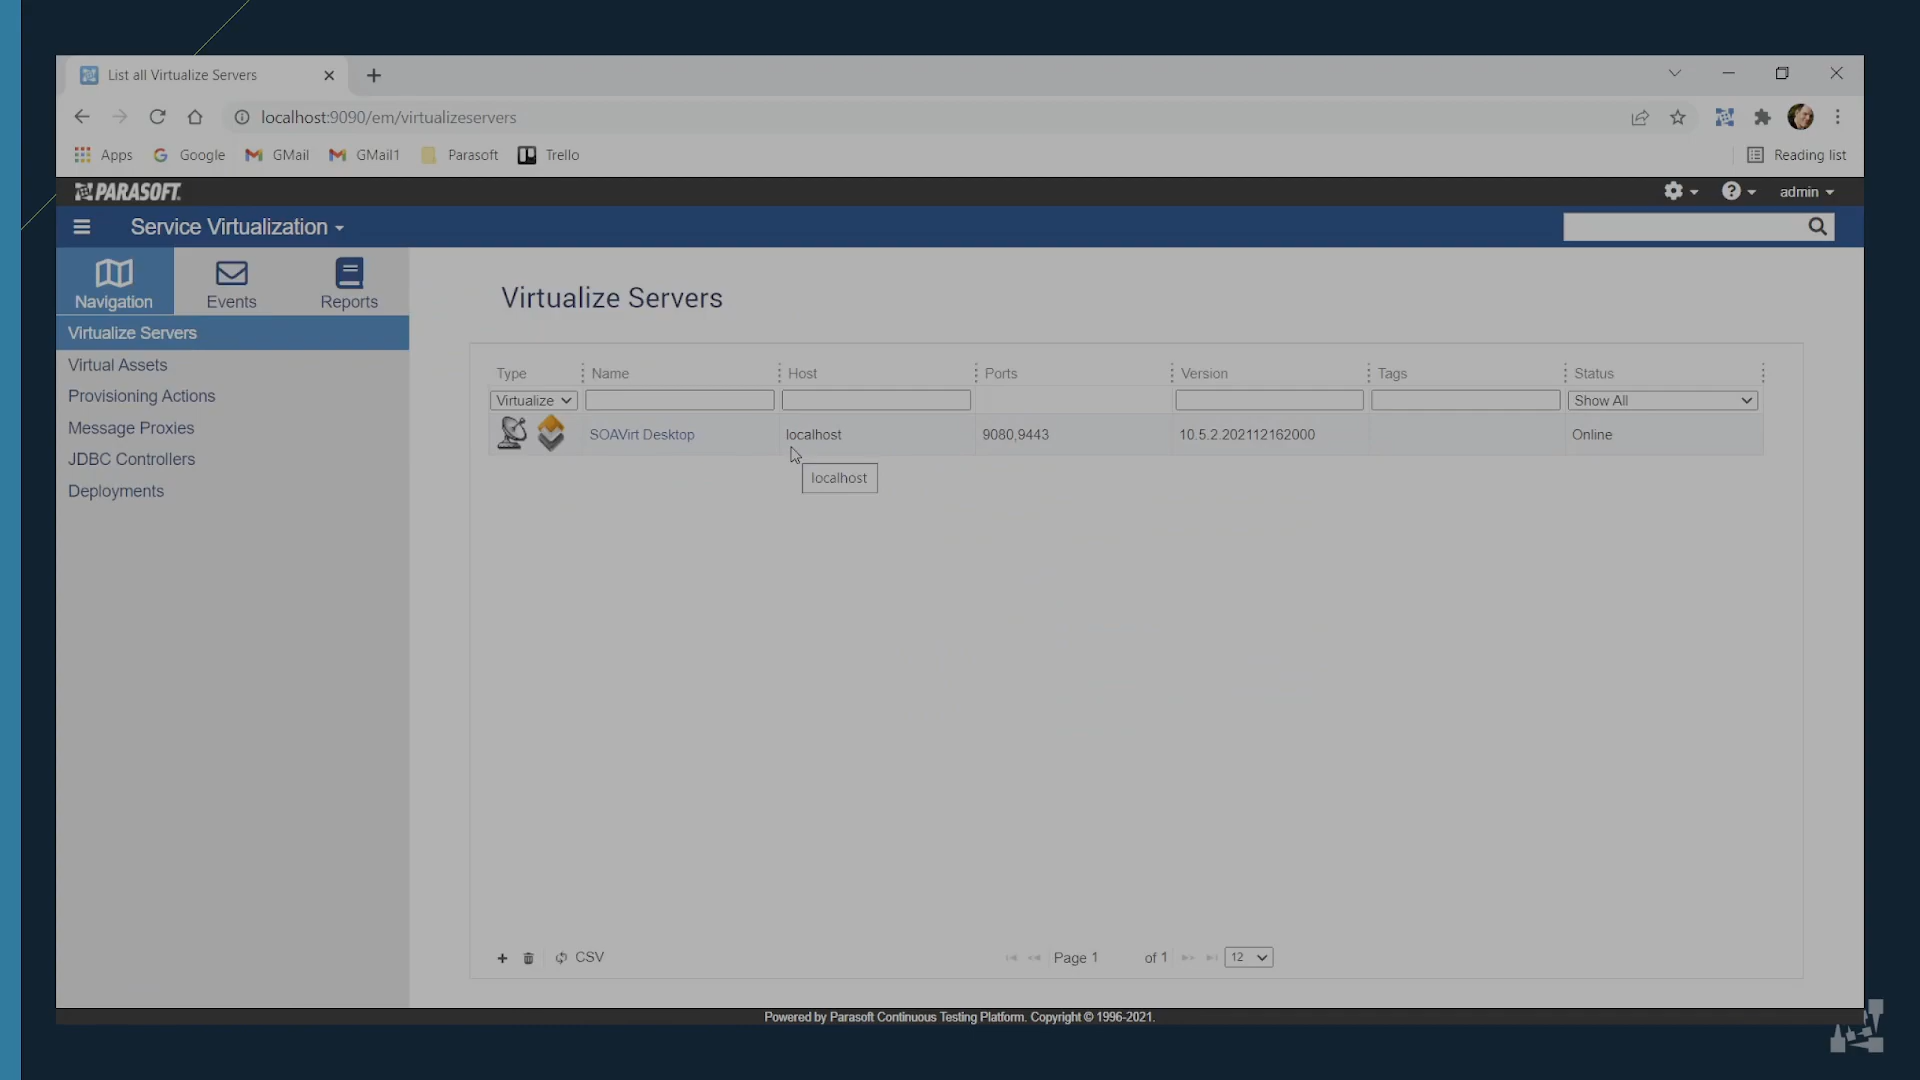 List all Virtualize Servers
localhost:9090/em/virtualizeservers
Apps Google GMail GMail1 Parasoft Trello Reading list
PARASOFT. admin
Service Virtualization
Navigation Events Reports
Virtualize Servers
Virtual Assets
Provisioning Actions
Message Proxies
JDBC Controllers
Deployments
Virtualize Servers
Type Name Host Ports Version Tags Status
Virtualize Show All
SOAVirt Desktop localhost 9080,9443 10.5.2.202112162000 Online
localhost
CSV Page 1 of 1 12
Powered by Parasoft Continuous Testing Platform. Copyright © 1996-2021.